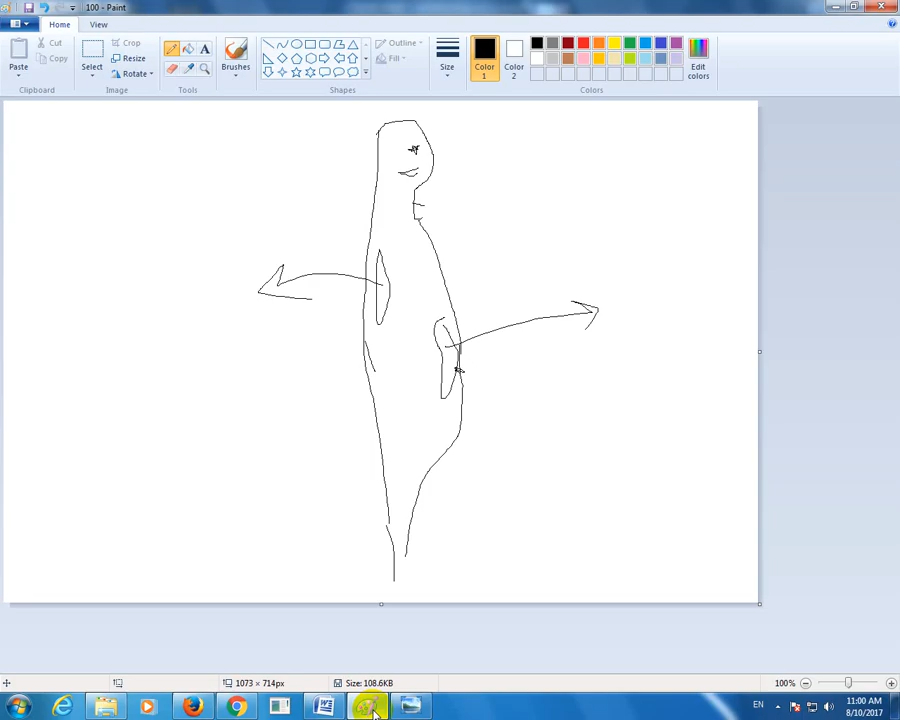 100 - Paint
Home View
Paste Cut Copy Select Crop Resize Rotate A Brushes Outline Fill Size Color 1 Color 2 Edit colors
Clipboard Image Tools Shapes Colors
1073 × 714px Size: 108.6KB 100%
EN 11:00 AM
8/10/2017